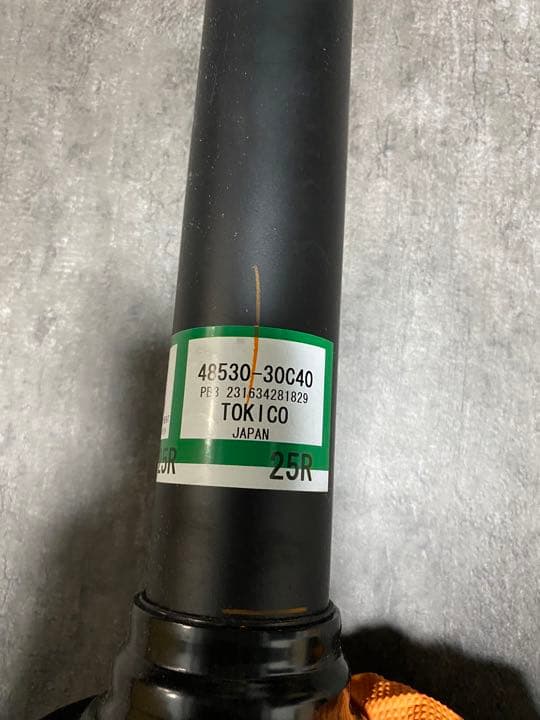 48530-30C40
PB3 231634281829
TOKICO
JAPAN
25R